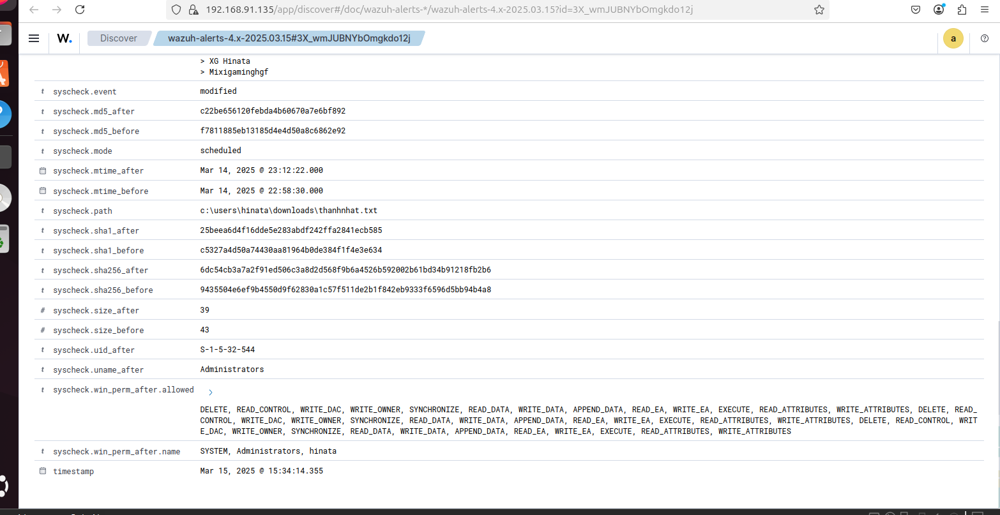 192.168.91.135/app/discover#/doc/wazuh-alerts-*/wazuh-alerts-4.x-2025.03.15?id=3X_wmJUBNYbOmgkdo12j
W. Discover wazuh-alerts-4.x-2025.03.15#3X_wmJUBNYbOmgkdo12j a
> XG Hinata
> Mixigaminghgf
t syscheck.event modified
t syscheck.md5_after c22be656120febda4b60670a7e6bf892
t syscheck.md5_before f7811885eb13185d4e4d50a8c6862e92
t syscheck.mode scheduled
syscheck.mtime_after Mar 14, 2025 @ 23:12:22.000
syscheck.mtime_before Mar 14, 2025 @ 22:58:30.000
t syscheck.path c:\users\hinata\downloads\thanhnhat.txt
t syscheck.sha1_after 25beea6d4f16dde5e283abdf242ffa2841ecb585
t syscheck.sha1_before c5327a4d50a74430aa81964b0de384f1f4e3e634
t syscheck.sha256_after 6dc54cb3a7a2f91ed506c3a8d2d568f9b6a4526b592002b61bd34b91218fb2b6
t syscheck.sha256_before 9435504e6ef9b4550d9f62830a1c57f511de2b1f842eb9333f6596d5bb94b4a8
# syscheck.size_after 39
# syscheck.size_before 43
t syscheck.uid_after S-1-5-32-544
t syscheck.uname_after Administrators
t syscheck.win_perm_after.allowed
DELETE, READ_CONTROL, WRITE_DAC, WRITE_OWNER, SYNCHRONIZE, READ_DATA, WRITE_DATA, APPEND_DATA, READ_EA, WRITE_EA, EXECUTE, READ_ATTRIBUTES, WRITE_ATTRIBUTES, DELETE, READ_
CONTROL, WRITE_DAC, WRITE_OWNER, SYNCHRONIZE, READ_DATA, WRITE_DATA, APPEND_DATA, READ_EA, WRITE_EA, EXECUTE, READ_ATTRIBUTES, WRITE_ATTRIBUTES, DELETE, READ_CONTROL, WRIT
E_DAC, WRITE_OWNER, SYNCHRONIZE, READ_DATA, WRITE_DATA, APPEND_DATA, READ_EA, WRITE_EA, EXECUTE, READ_ATTRIBUTES, WRITE_ATTRIBUTES
t syscheck.win_perm_after.name SYSTEM, Administrators, hinata
timestamp Mar 15, 2025 @ 15:34:14.355